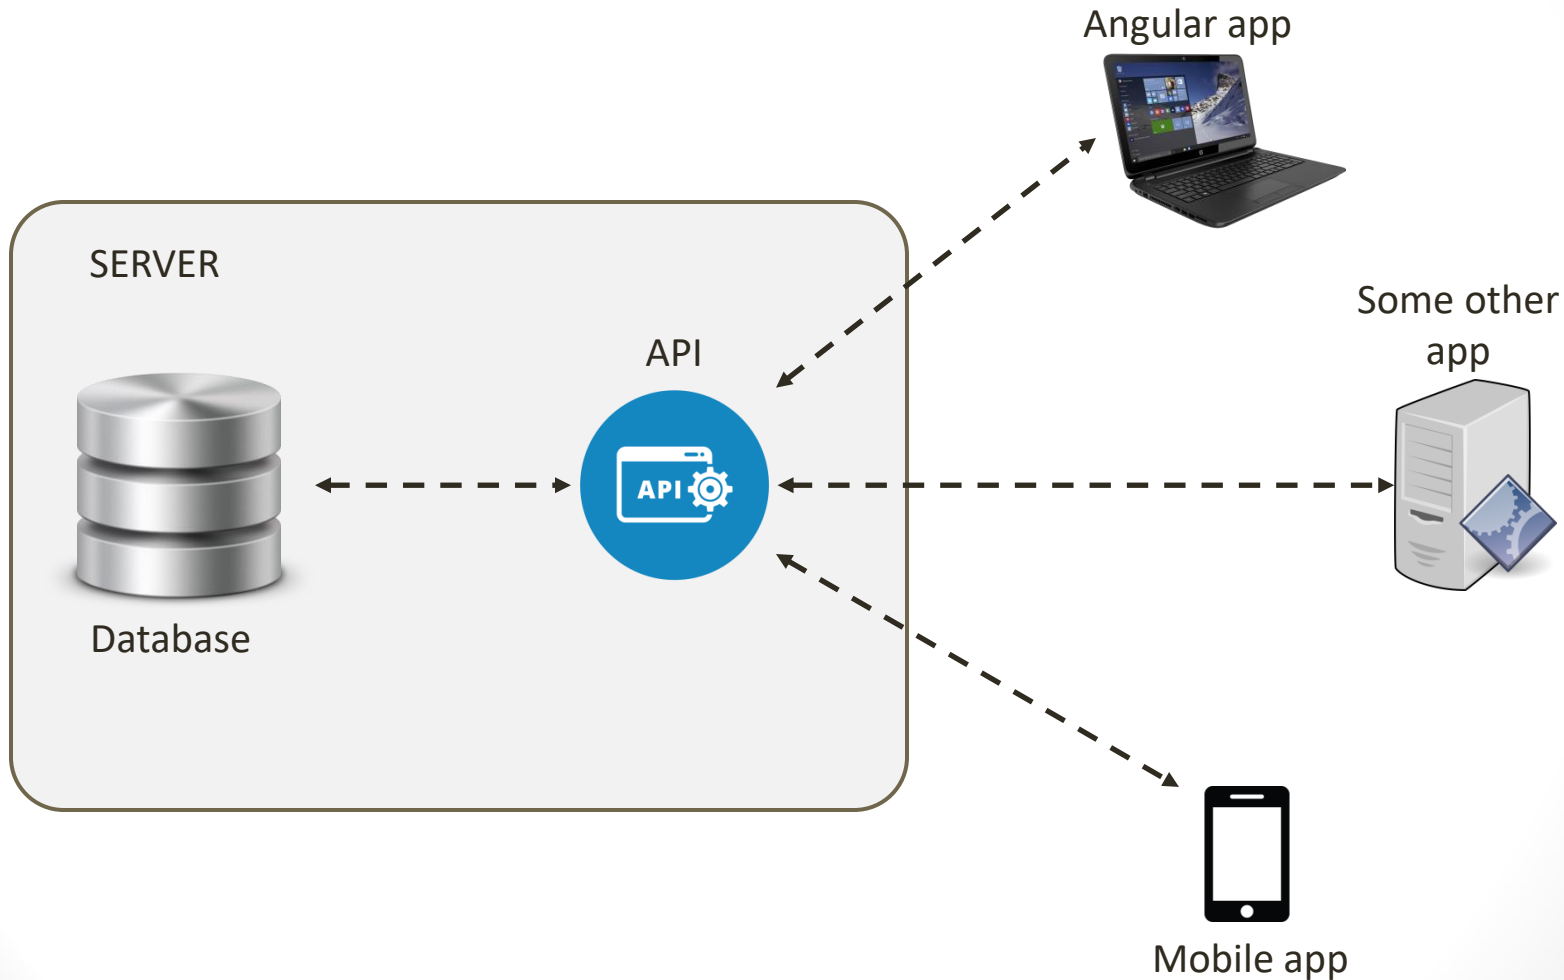 Angular app
SERVER
Some other
app
API
API
Database
Mobile app